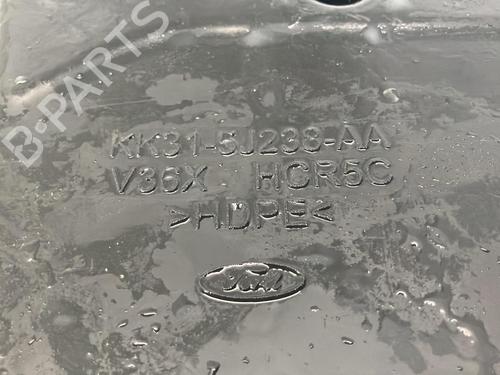 B-PARTS
KK31-5J238-AA
V36X HCR5C
>HDPE<
Ford